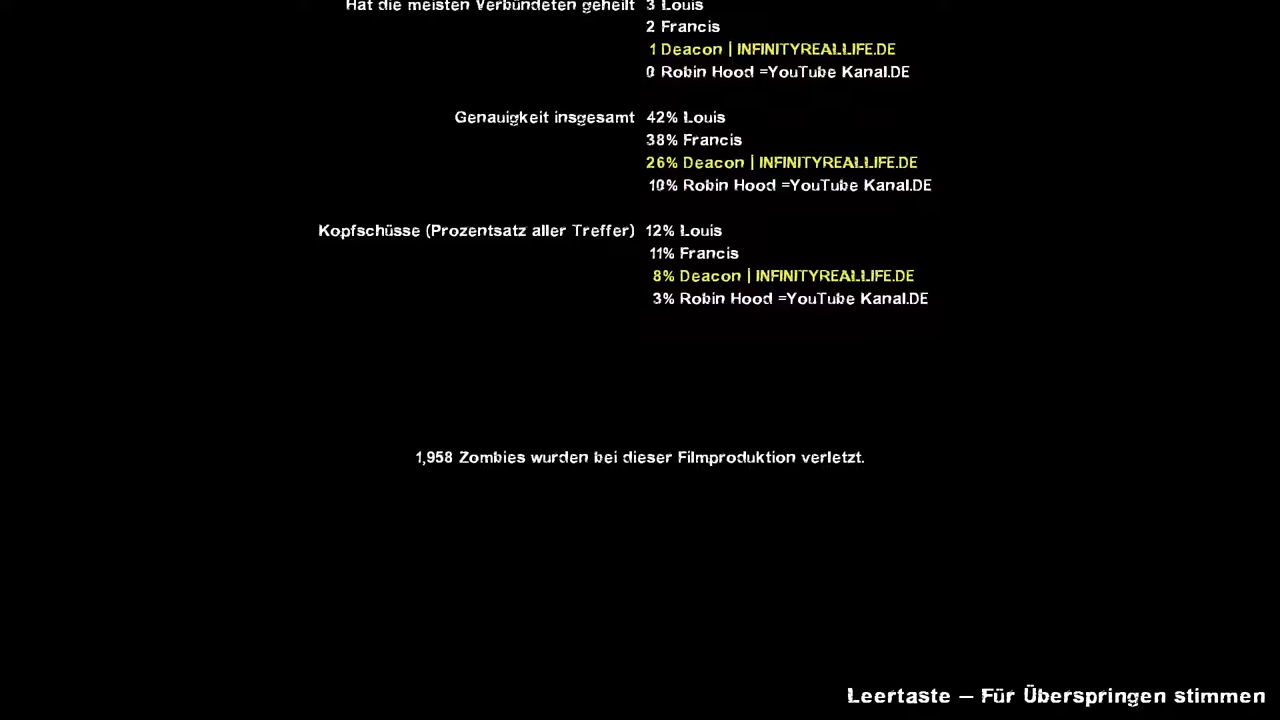 Hat die meisten Verbündeten geheilt 3 Louis
2 Francis
1 Deacon | INFINITYREALLIFE.DE
0 Robin Hood =YouTube Kanal.DE
Genauigkeit insgesamt 42% Louis
38% Francis
26% Deacon | INFINITYREALLIFE.DE
10% Robin Hood =YouTube Kanal.DE
Kopfschüsse (Prozentsatz aller Treffer) 12% Louis
11% Francis
8% Deacon | INFINITYREALLIFE.DE
3% Robin Hood =YouTube Kanal.DE
1,958 Zombies wurden bei dieser Filmproduktion verletzt.
Leertaste – Für Überspringen stimmen